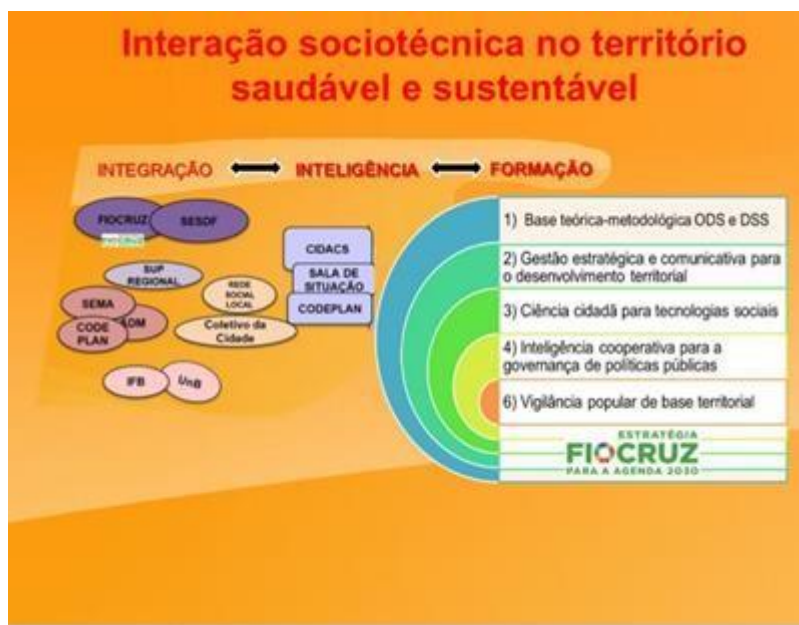 Interação sociotécnica no território
saudável e sustentável
INTEGRAÇÃO
INTELIGÊNCIA
FORMAÇÃO
FIOCRUZ
SESDF
SUP
REGIONAL
SEMA
ADM
CODE
PLAN
REDE
SOCIAL
LOCAL
Coletivo da
Cidade
IFB
UnB
CIDACS
SALA DE
SITUAÇÃO
CODEPLAN
1) Base teórica-metodológica ODS e DSS
2) Gestão estratégica e comunicativa para
o desenvolvimento territorial
3) Ciência cidadã para tecnologias sociais
4) Inteligência cooperativa para a
governança de políticas públicas
6) Vigilância popular de base territorial
ESTRATÉGIA
FIOCRUZ
PARA A AGENDA 2030